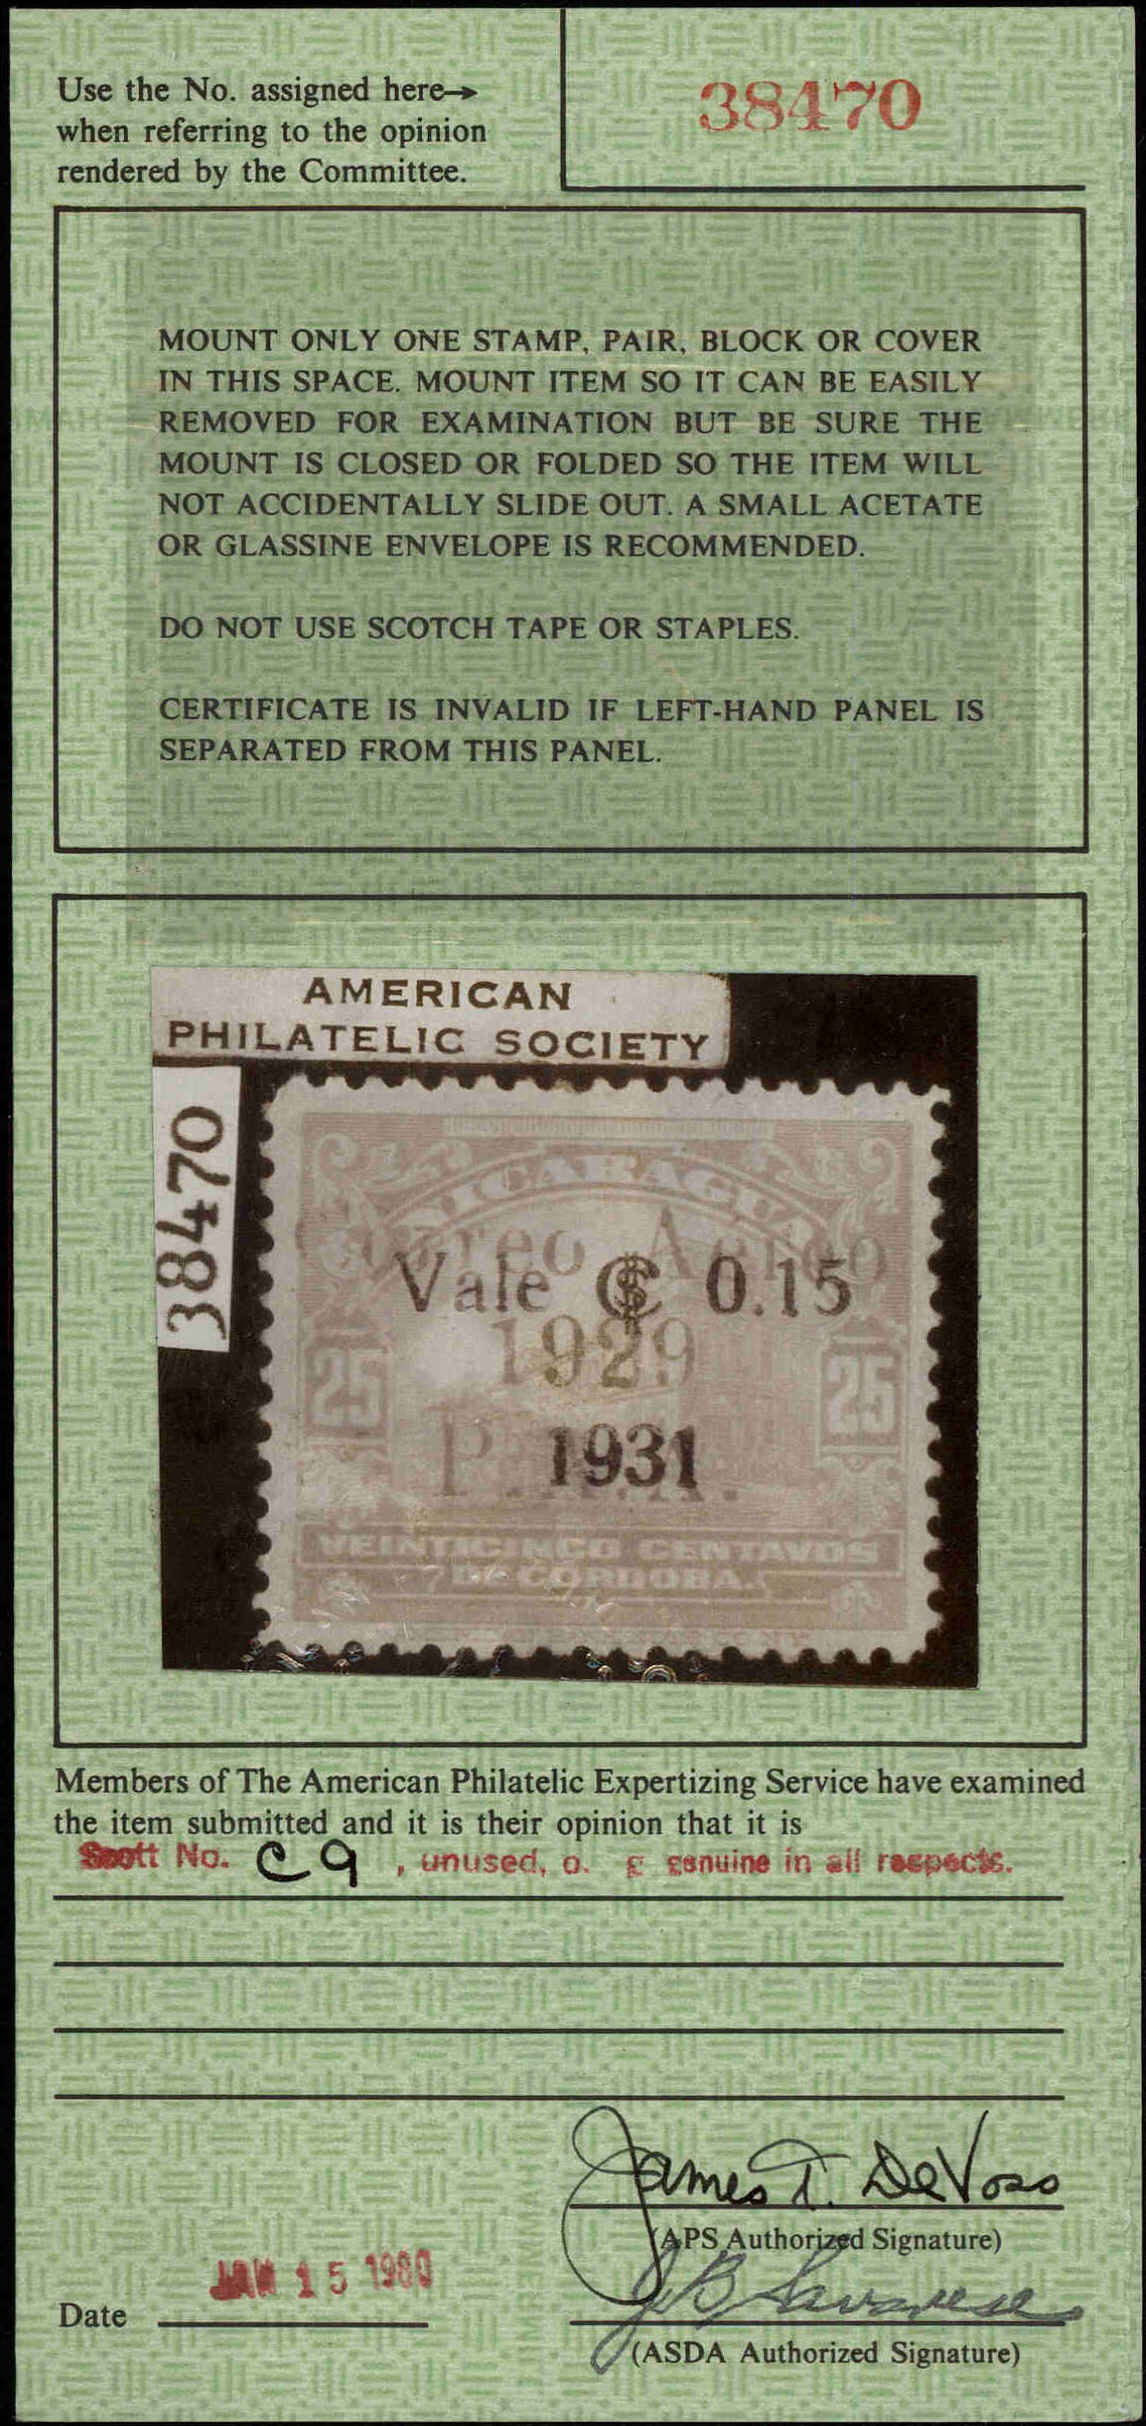 Use the No. assigned here→
when referring to the opinion
rendered by the Committee.
38470
MOUNT ONLY ONE STAMP, PAIR, BLOCK OR COVER
IN THIS SPACE. MOUNT ITEM SO IT CAN BE EASILY
REMOVED FOR EXAMINATION BUT BE SURE THE
MOUNT IS CLOSED OR FOLDED SO THE ITEM WILL
NOT ACCIDENTALLY SLIDE OUT. A SMALL ACETATE
OR GLASSINE ENVELOPE IS RECOMMENDED.
DO NOT USE SCOTCH TAPE OR STAPLES.
CERTIFICATE IS INVALID IF LEFT-HAND PANEL IS
SEPARATED FROM THIS PANEL.
AMERICAN
PHILATELIC SOCIETY
38470
NICARAGUA
Correo Aéreo
Vale C$ 0.15
1929
25 25
1931
VEINTICINCO CENTAVOS
DE CORDOBA.
Members of The American Philatelic Expertizing Service have examined
the item submitted and it is their opinion that it is
Scott No. C9, unused, o. g genuine in all respects.
James T. DeVoss
(APS Authorized Signature)
JAN 15 1980
Date
(ASDA Authorized Signature)